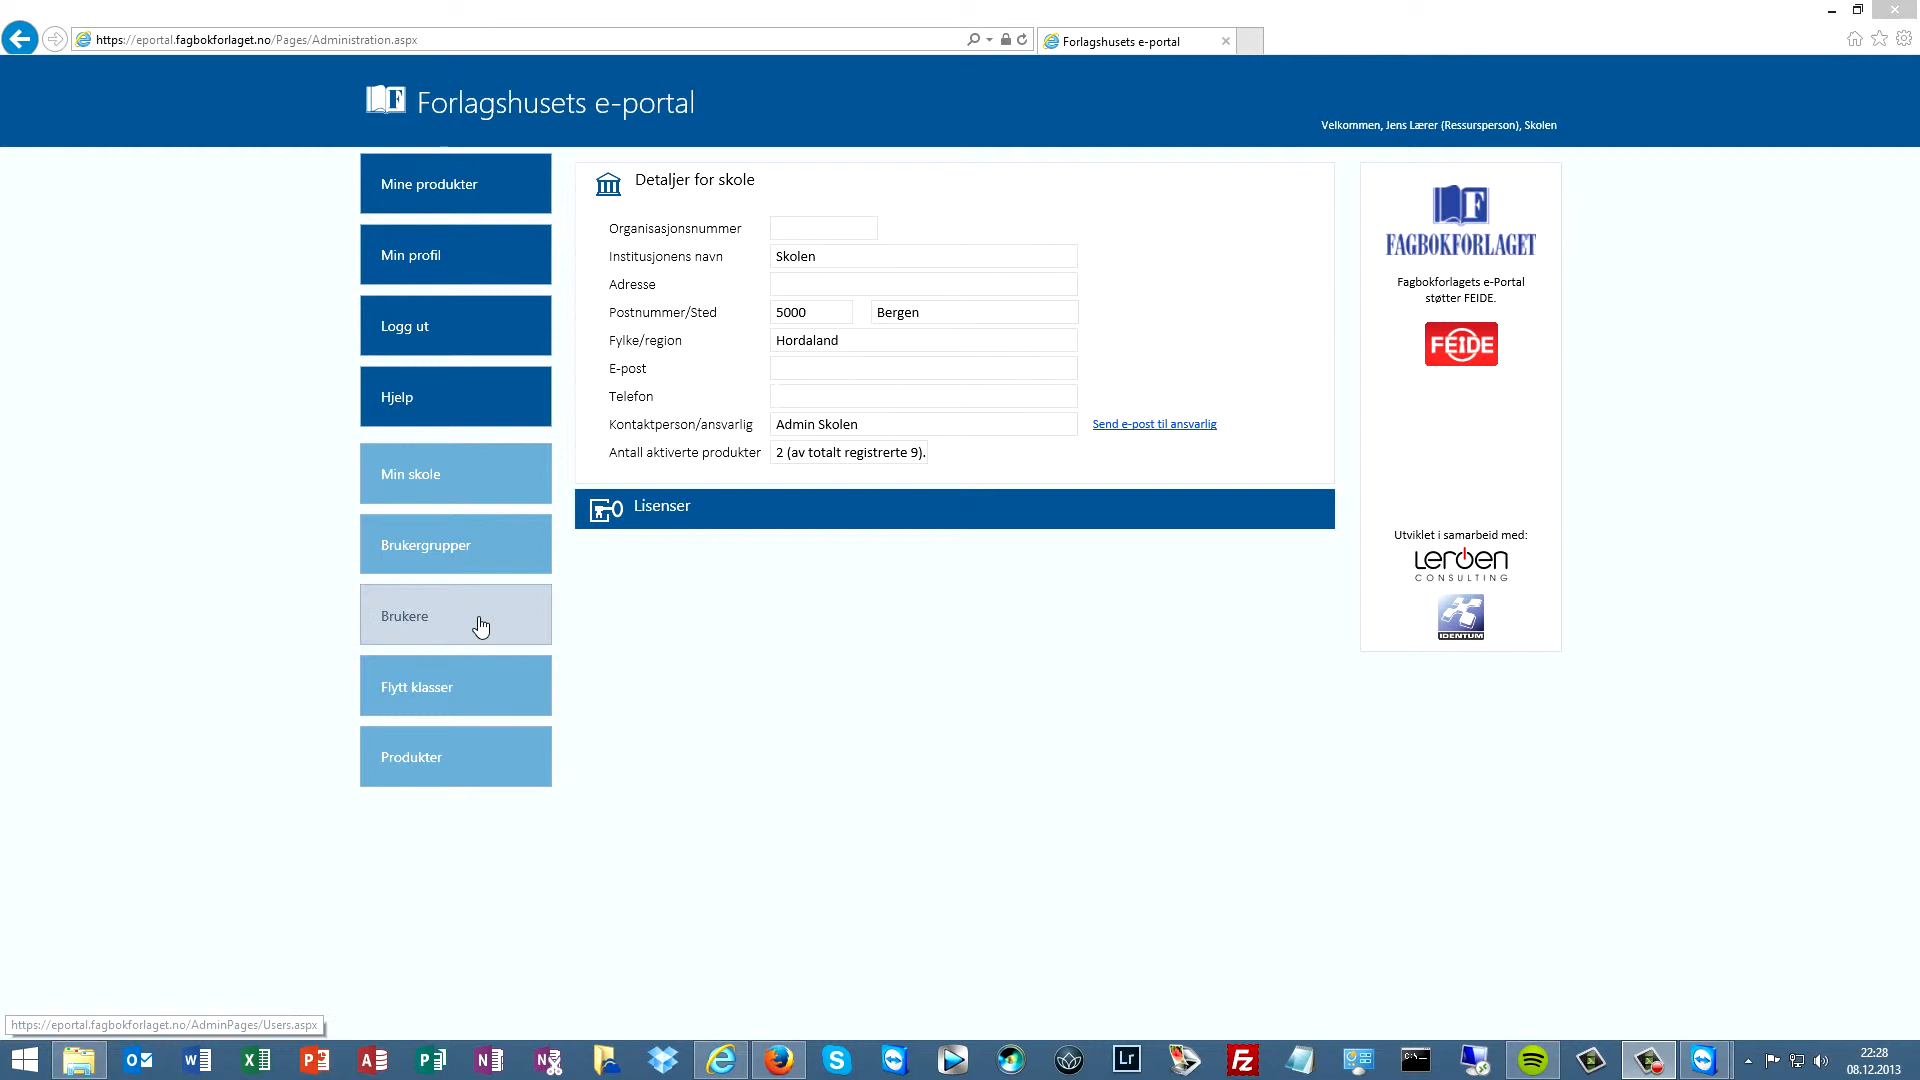 https://eportal.fagbokforlaget.no/Pages/Administration.aspx
Forlagshusets e-portal
Forlagshusets e-portal
Velkommen, Jens Lærer (Ressursperson), Skolen
Mine produkter
Min profil
Logg ut
Hjelp
Min skole
Brukergrupper
Brukere
Flytt klasser
Produkter
Detaljer for skole
Organisasjonsnummer
Institusjonens navn Skolen
Adresse
Postnummer/Sted 5000 Bergen
Fylke/region Hordaland
E-post
Telefon
Kontaktperson/ansvarlig Admin Skolen Send e-post til ansvarlig
Antall aktiverte produkter 2 (av totalt registrerte 9).
Lisenser
F
FAGBOKFORLAGET
Fagbokforlagets e-Portal
støtter FEIDE.
FEIDE
Utviklet i samarbeid med:
Lerøen
CONSULTING
IDENTUM
https://eportal.fagbokforlaget.no/AdminPages/Users.aspx
Lr
22:28
08.12.2013